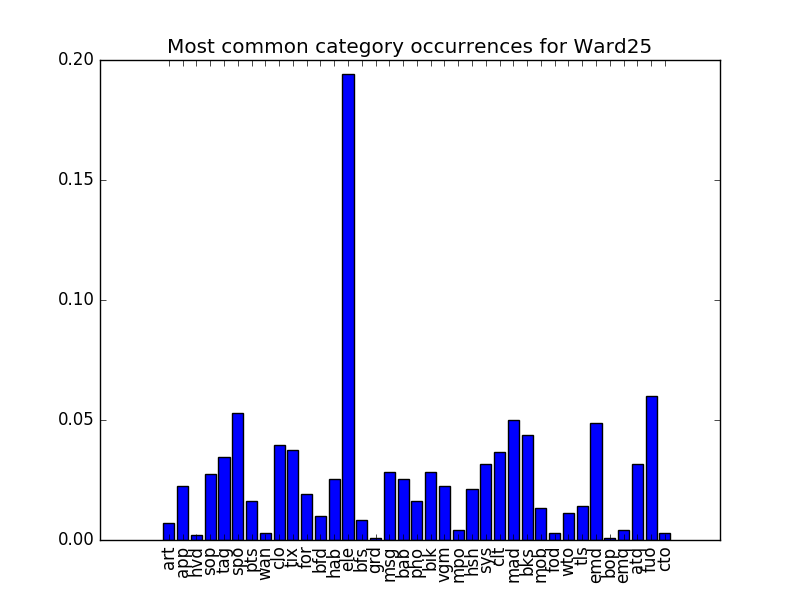 Most common category occurrences for Ward25
0.20
0.15
0.10
0.05
0.00
art app hvd sop tag spo pts wan clo tix for bfd hab ele bfs grd msg bab pho bik vgm mpo hsh sys clt mad bks mob fod wto tls emd bop emq atq fuo cto